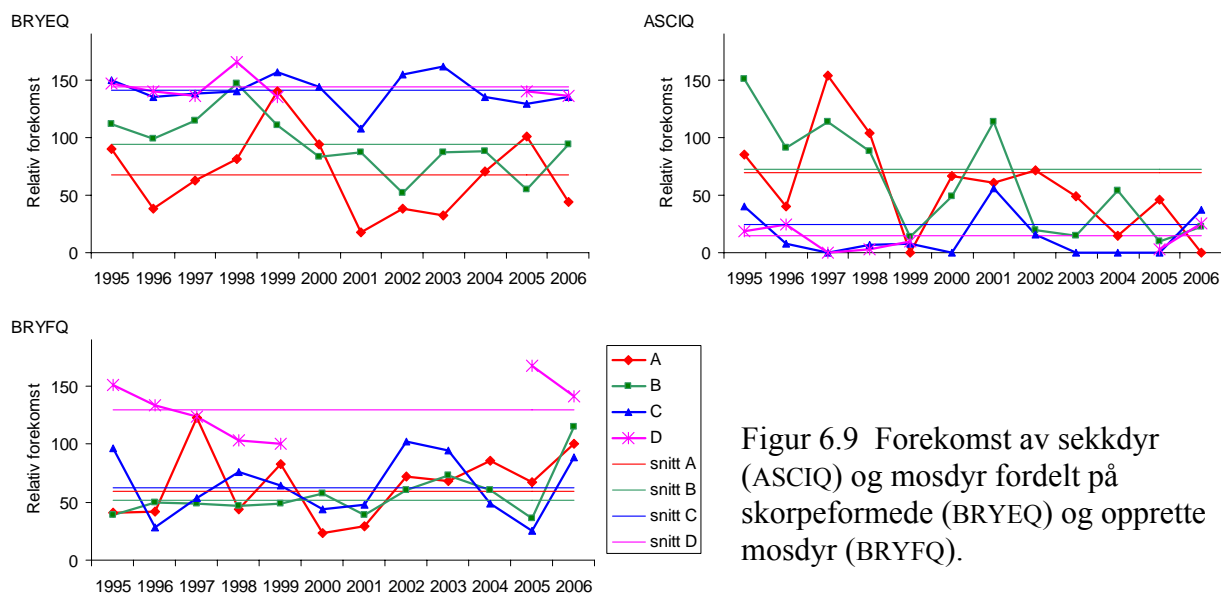 BRYEQ
Relativ forekomst
150
100
50
0
1995 1996 1997 1998 1999 2000 2001 2002 2003 2004 2005 2006
ASCIQ
Relativ forekomst
150
100
50
0
1995 1996 1997 1998 1999 2000 2001 2002 2003 2004 2005 2006
BRYFQ
Relativ forekomst
150
100
50
0
1995 1996 1997 1998 1999 2000 2001 2002 2003 2004 2005 2006
A
B
C
D
snitt A
snitt B
snitt C
snitt D
Figur 6.9 Forekomst av sekkdyr
(ASCIQ) og mosdyr fordelt på
skorpeformede (BRYEQ) og opprette
mosdyr (BRYFQ).